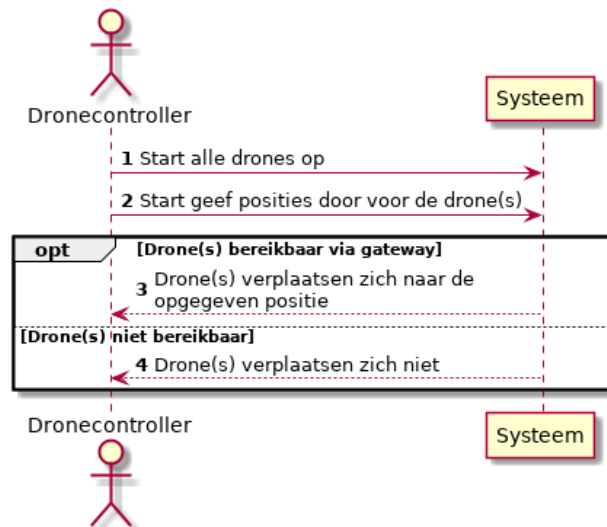 Dronecontroller
Systeem
1 Start alle drones op
2 Start geef posities door voor de drone(s)
opt [Drone(s) bereikbaar via gateway]
3 Drone(s) verplaatsen zich naar de
opgegeven positie
[Drone(s) niet bereikbaar]
4 Drone(s) verplaatsen zich niet
Dronecontroller
Systeem